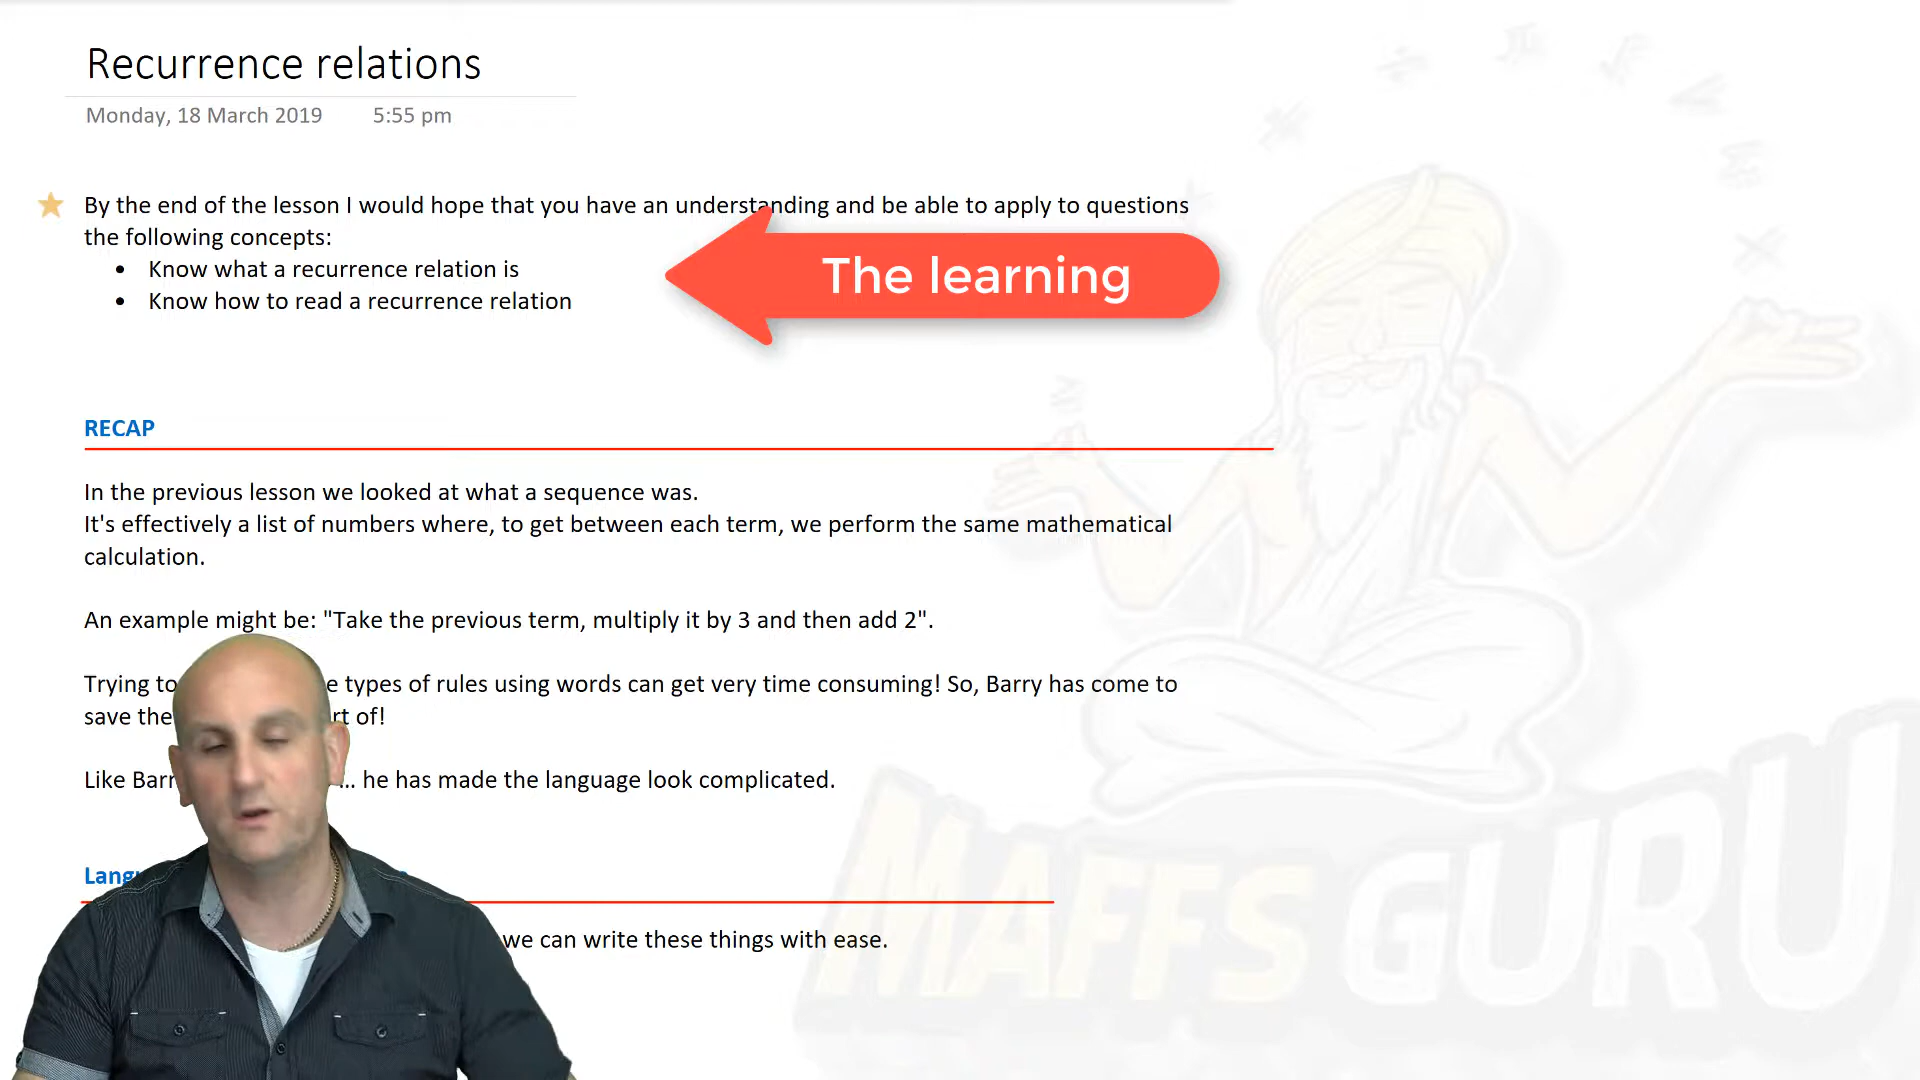 Recurrence relations
Monday, 18 March 2019 5:55 pm
By the end of the lesson I would hope that you have an understanding and be able to apply to questions
the following concepts:
• Know what a recurrence relation is
• Know how to read a recurrence relation
The learning
RECAP
In the previous lesson we looked at what a sequence was.
It's effectively a list of numbers where, to get between each term, we perform the same mathematical
calculation.
An example might be: "Take the previous term, multiply it by 3 and then add 2".
Trying to types of rules using words can get very time consuming! So, Barry has come to
save the of!
Like ... he has made the language look complicated.
we can write these things with ease.
MAFFS GURU